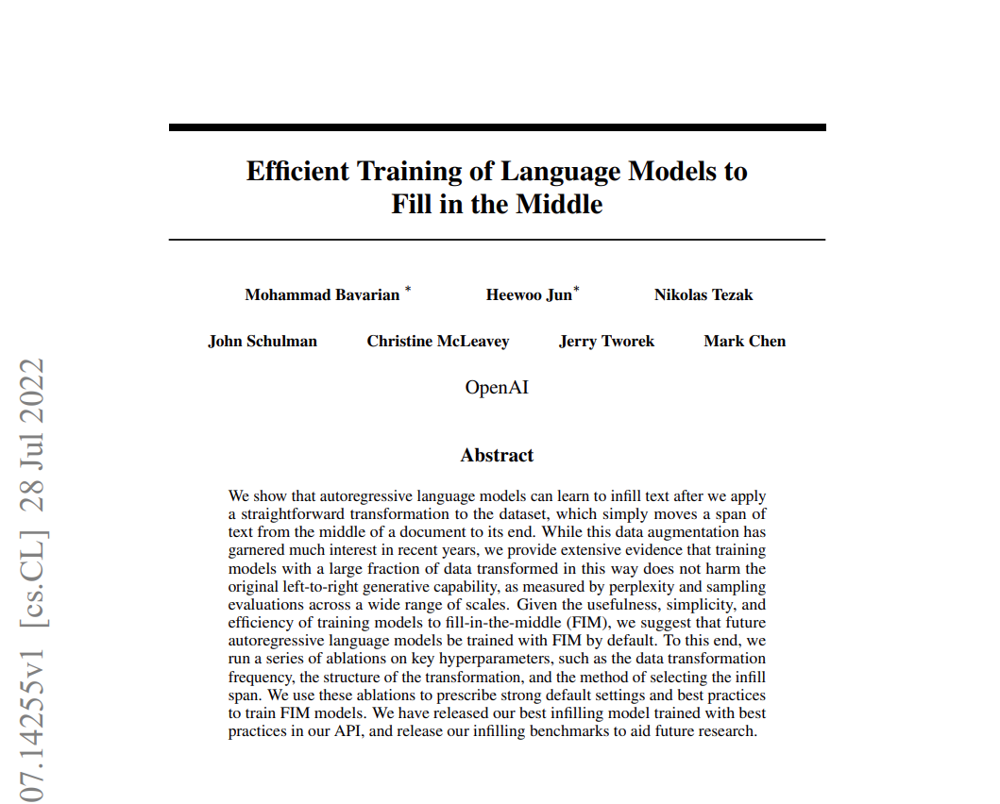 Efficient Training of Language Models to
Fill in the Middle
Mohammad Bavarian *
Heewoo Jun*
Nikolas Tezak
John Schulman
Christine McLeavey
Jerry Tworek
Mark Chen
OpenAI
Abstract
We show that autoregressive language models can learn to infill text after we apply
a straightforward transformation to the dataset, which simply moves a span of
text from the middle of a document to its end. While this data augmentation has
garnered much interest in recent years, we provide extensive evidence that training
models with a large fraction of data transformed in this way does not harm the
original left-to-right generative capability, as measured by perplexity and sampling
evaluations across a wide range of scales. Given the usefulness, simplicity, and
efficiency of training models to fill-in-the-middle (FIM), we suggest that future
autoregressive language models be trained with FIM by default. To this end, we
run a series of ablations on key hyperparameters, such as the data transformation
frequency, the structure of the transformation, and the method of selecting the infill
span. We use these ablations to prescribe strong default settings and best practices
to train FIM models. We have released our best infilling model trained with best
practices in our API, and release our infilling benchmarks to aid future research.
07.14255v1 [cs.CL] 28 Jul 2022